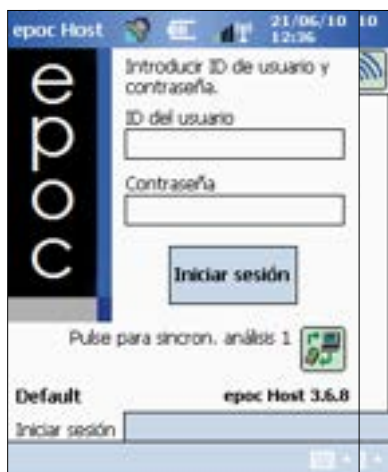 epoc Host
21/06/10 10
12:36
epoc
Introducir ID de usuario y
contraseña.
ID del usuario
Contraseña
Iniciar sesión
Pulse para sincron. análisis 1
Default
epoc Host 3.6.8
Iniciar sesión